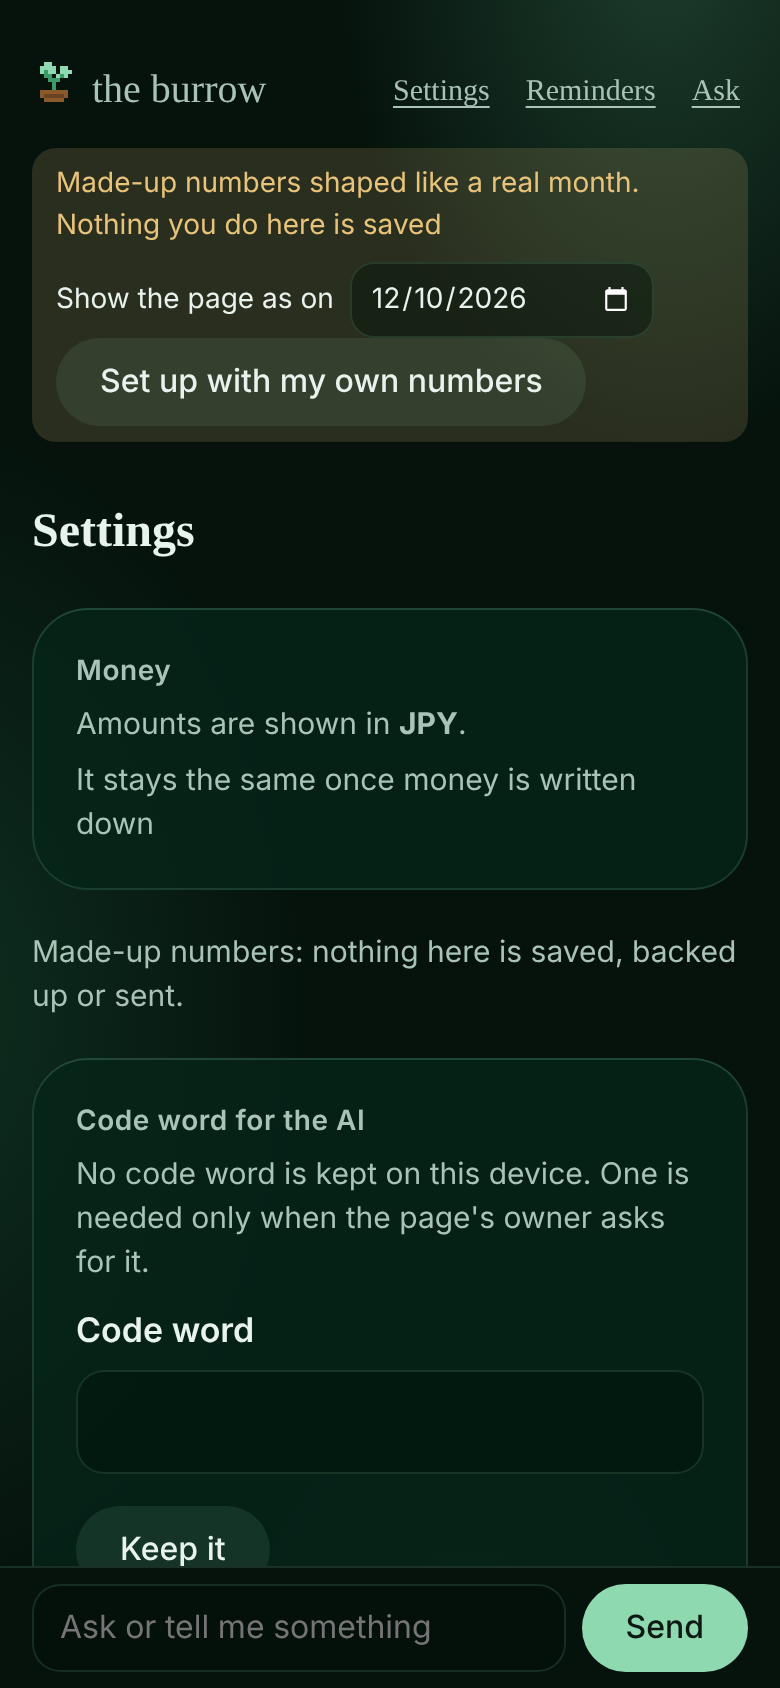 the burrow
Settings
Reminders
Ask
Made-up numbers shaped like a real month.
Nothing you do here is saved
Show the page as on
12/10/2026
Set up with my own numbers
Settings
Money
Amounts are shown in JPY.
It stays the same once money is written
down
Made-up numbers: nothing here is saved, backed
up or sent.
Code word for the AI
No code word is kept on this device. One is
needed only when the page's owner asks
for it.
Code word
Keep it
Ask or tell me something
Send